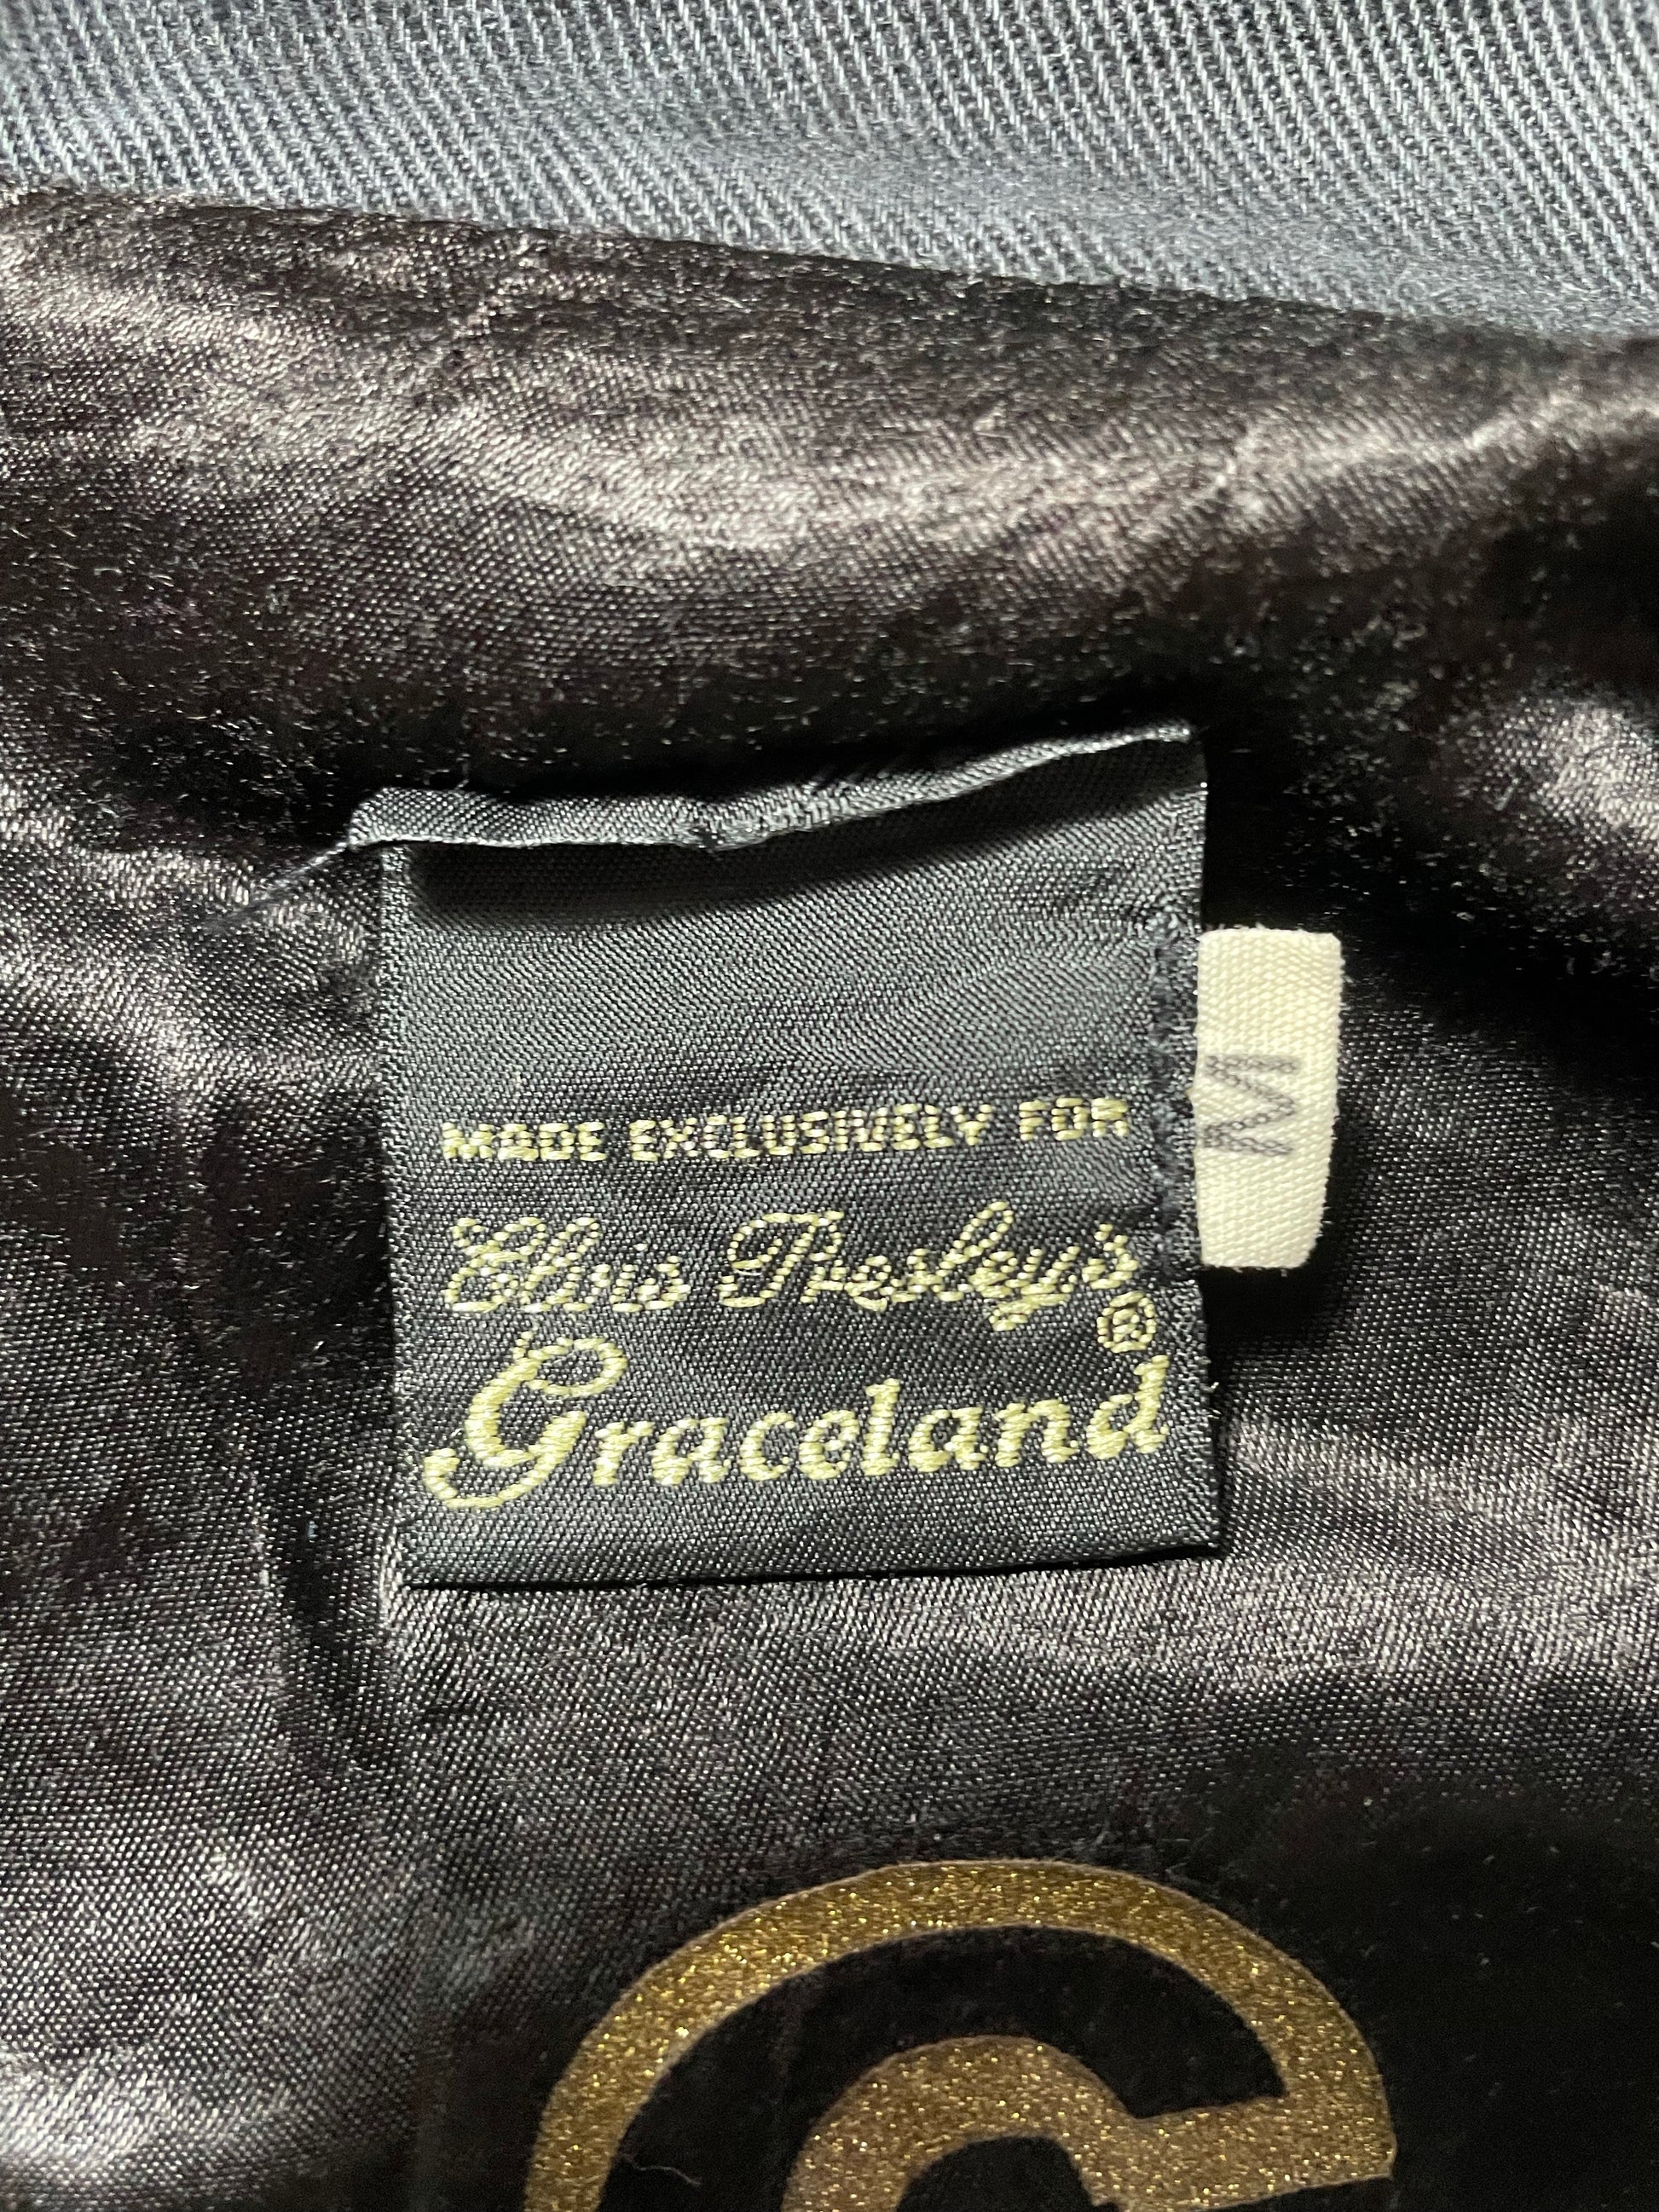 MADE EXCLUSIVELY FOR
Elvis Presley's
Graceland®
M